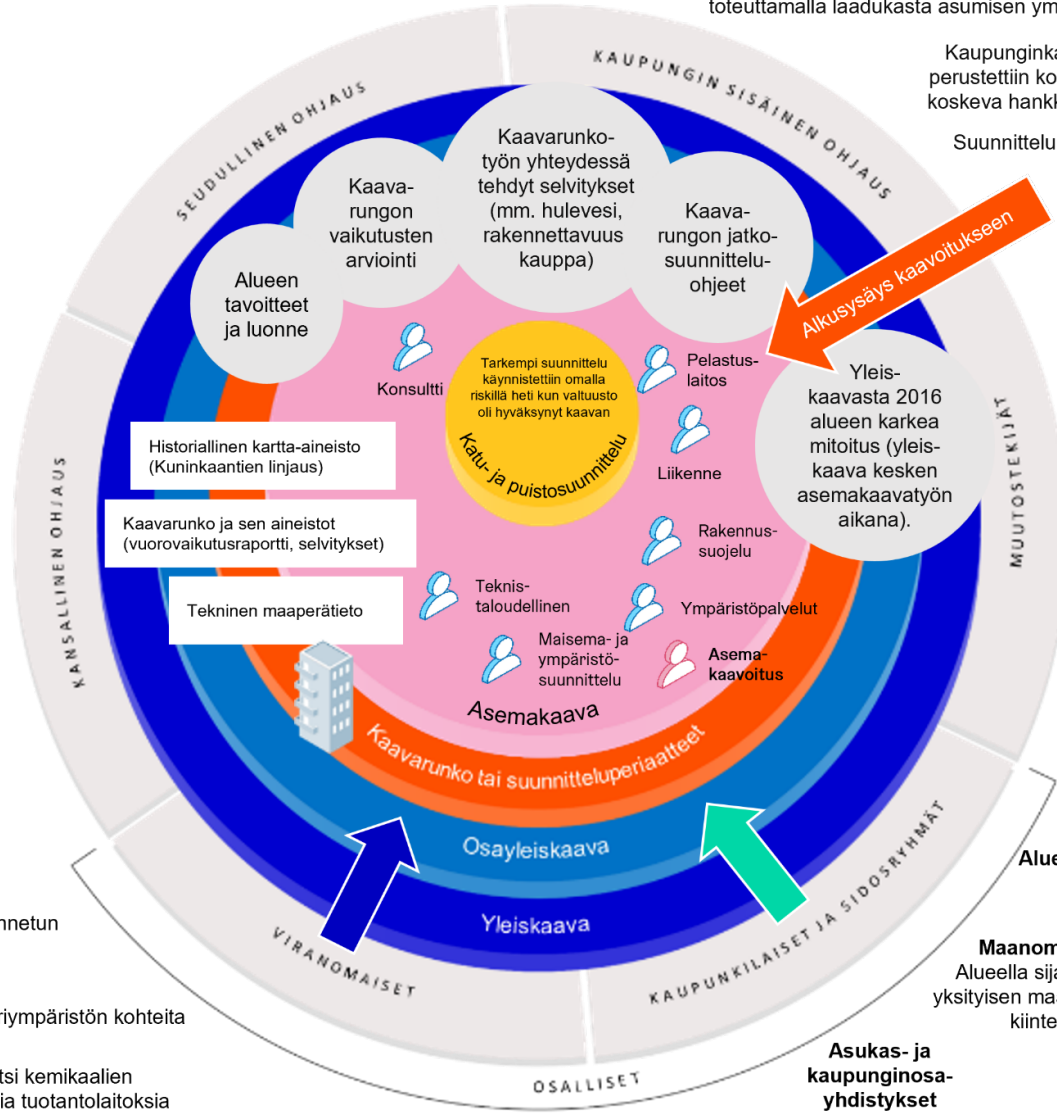 toteuttamalla laadukasta asumisen ym
Kaupunginka
perustettiin ko
koskeva hankk
Suunnittelu
SEUDULLINEN OHJAUS
KAUPUNGIN SISÄINEN OHJAUS
Kaavarunko-
työn yhteydessä
tehdyt selvitykset
(mm. hulevesi,
rakennettavuus
kauppa)
Kaava-
rungon
vaikutusten
arviointi
Kaava-
rungon jatko-
suunnittelu-
ohjeet
Alueen
tavoitteet
ja luonne
Alkusysäys kaavoitukseen
Konsultti
Tarkempi suunnittelu
käynnistettiin omalla
riskillä heti kun valtuusto
oli hyväksynyt kaavan
Katu- ja puistosuunnittelu
Pelastus-
laitos
Liikenne
Yleis-
kaavasta 2016
alueen karkea
mitoitus (yleis-
kaava kesken
asemakaavatyön
aikana).
MUUTOSTEKIJÄT
KANSALLINEN OHJAUS
Historiallinen kartta-aineisto
(Kuninkaantien linjaus)
Kaavarunko ja sen aineistot
(vuorovaikutusraportti, selvitykset)
Tekninen maaperätieto
Rakennus-
suojelu
Teknis-
taloudellinen
Ympäristöpalvelut
Maisema- ja
ympäristö-
suunnittelu
Asema-
kaavoitus
Asemakaava
Kaavarunko tai suunnitteluperiaatteet
Osayleiskaava
Yleiskaava
VIRANOMAISET
KAUPUNKILAISET JA SIDOSRYHMÄT
OSALLISET
Alue
nnetun
Maanom
Alueella sija
yksityisen maa
kiinte
riympäristön kohteita
tsi kemikaalien
ia tuotantolaitoksia
Asukas- ja
kaupunginosa-
yhdistykset